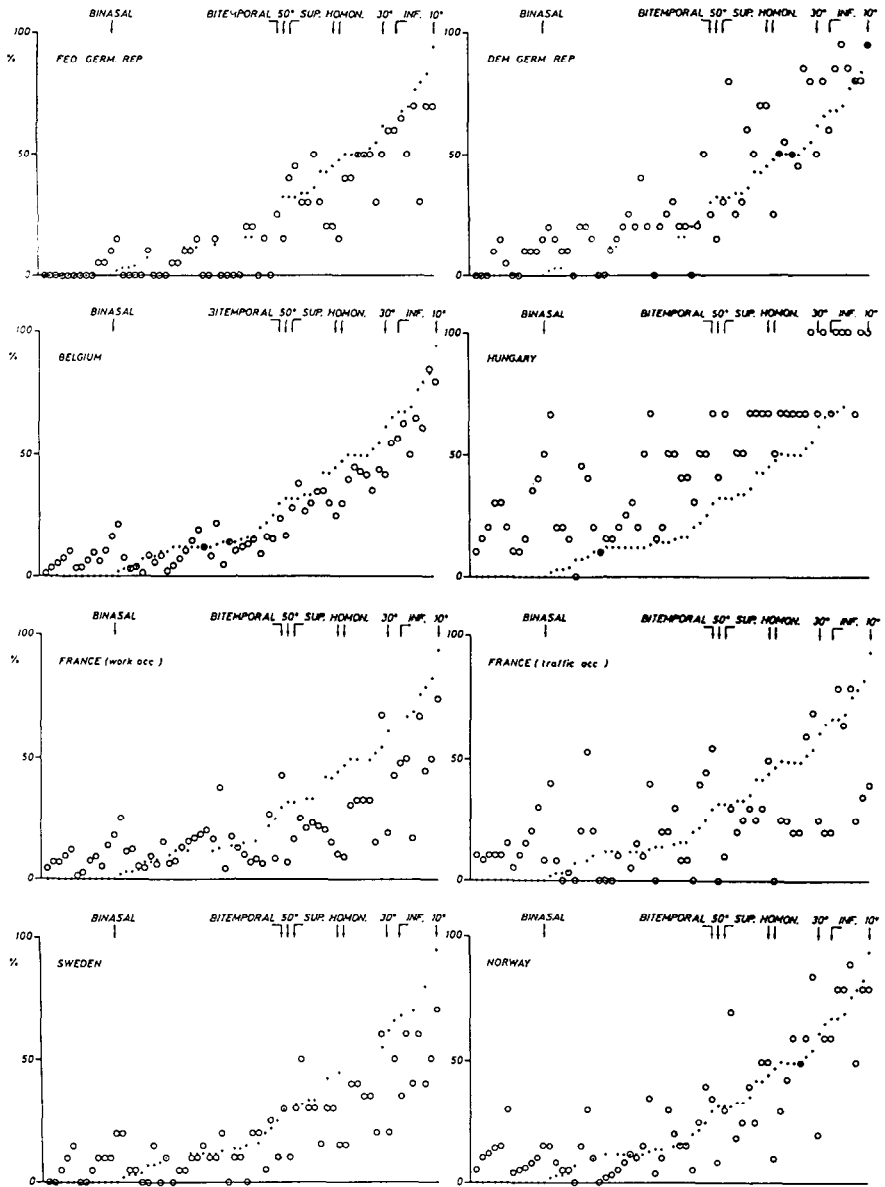 BINASAL BITEMPORAL 50° SUP. HOMON. 30° INF. 10°
BINASAL BITEMPORAL 50° SUP. HOMON. 30° INF. 10°
100
%
FED GERM. REP
DEM GERM. REP
50
50
0
0
BINASAL BITEMPORAL 50° SUP. HOMON. 30° INF. 10°
BINASAL BITEMPORAL 50° SUP. HOMON. 30° INF. 10°
100
100
%
BELGIUM
HUNGARY
50
50
0
0
BINASAL BITEMPORAL 50° SUP. HOMON. 30° INF. 10°
BINASAL BITEMPORAL 50° SUP. HOMON. 30° INF. 10°
100
100
%
FRANCE (work acc )
FRANCE ( traffic acc )
50
50
0
0
BINASAL BITEMPORAL 50° SUP. HOMON. 30° INF. 10°
BINASAL BITEMPORAL 50° SUP. HOMON. 30° INF. 10°
100
100
%
SWEDEN
NORWAY
50
50
0
0